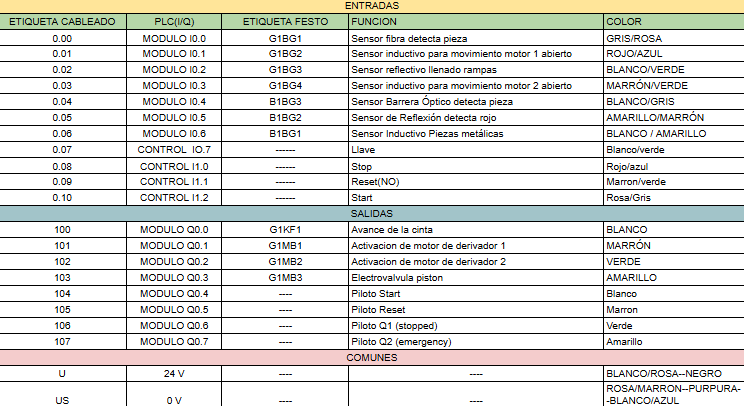 ENTRADAS
ETIQUETA CABLEADO PLC(I/Q) ETIQUETA FESTO FUNCION COLOR
0.00 MODULO I0.0 G1BG1 Sensor fibra detecta pieza GRIS/ROSA
0.01 MODULO I0.1 G1BG2 Sensor inductivo para movimiento motor 1 abierto ROJO/AZUL
0.02 MODULO I0.2 G1BG3 Sensor reflectivo llenado rampas BLANCO/VERDE
0.03 MODULO I0.3 G1BG4 Sensor inductivo para movimiento motor 2 abierto MARRÓN/VERDE
0.04 MODULO I0.4 B1BG3 Sensor Barrera Óptico detecta pieza BLANCO/GRIS
0.05 MODULO I0.5 B1BG2 Sensor de Reflexión detecta rojo AMARILLO/MARRÓN
0.06 MODULO I0.6 B1BG1 Sensor Inductivo Piezas metálicas BLANCO / AMARILLO
0.07 CONTROL IO.7 ------ Llave Blanco/verde
0.08 CONTROL I1.0 ------ Stop Rojo/azul
0.09 CONTROL I1.1 ------ Reset(NO) Marron/verde
0.10 CONTROL I1.2 ------ Start Rosa/Gris
SALIDAS
100 MODULO Q0.0 G1KF1 Avance de la cinta BLANCO
101 MODULO Q0.1 G1MB1 Activacion de motor de derivador 1 MARRÓN
102 MODULO Q0.2 G1MB2 Activacion de motor de derivador 2 VERDE
103 MODULO Q0.3 G1MB3 Electrovalvula piston AMARILLO
104 MODULO Q0.4 ---- Piloto Start Blanco
105 MODULO Q0.5 ---- Piloto Reset Marron
106 MODULO Q0.6 ---- Piloto Q1 (stopped) Verde
107 MODULO Q0.7 ---- Piloto Q2 (emergency) Amarillo
COMUNES
U 24 V ---- ---- BLANCO/ROSA--NEGRO
ROSA/MARRON--PURPURA-
US 0 V ---- ---- -BLANCO/AZUL